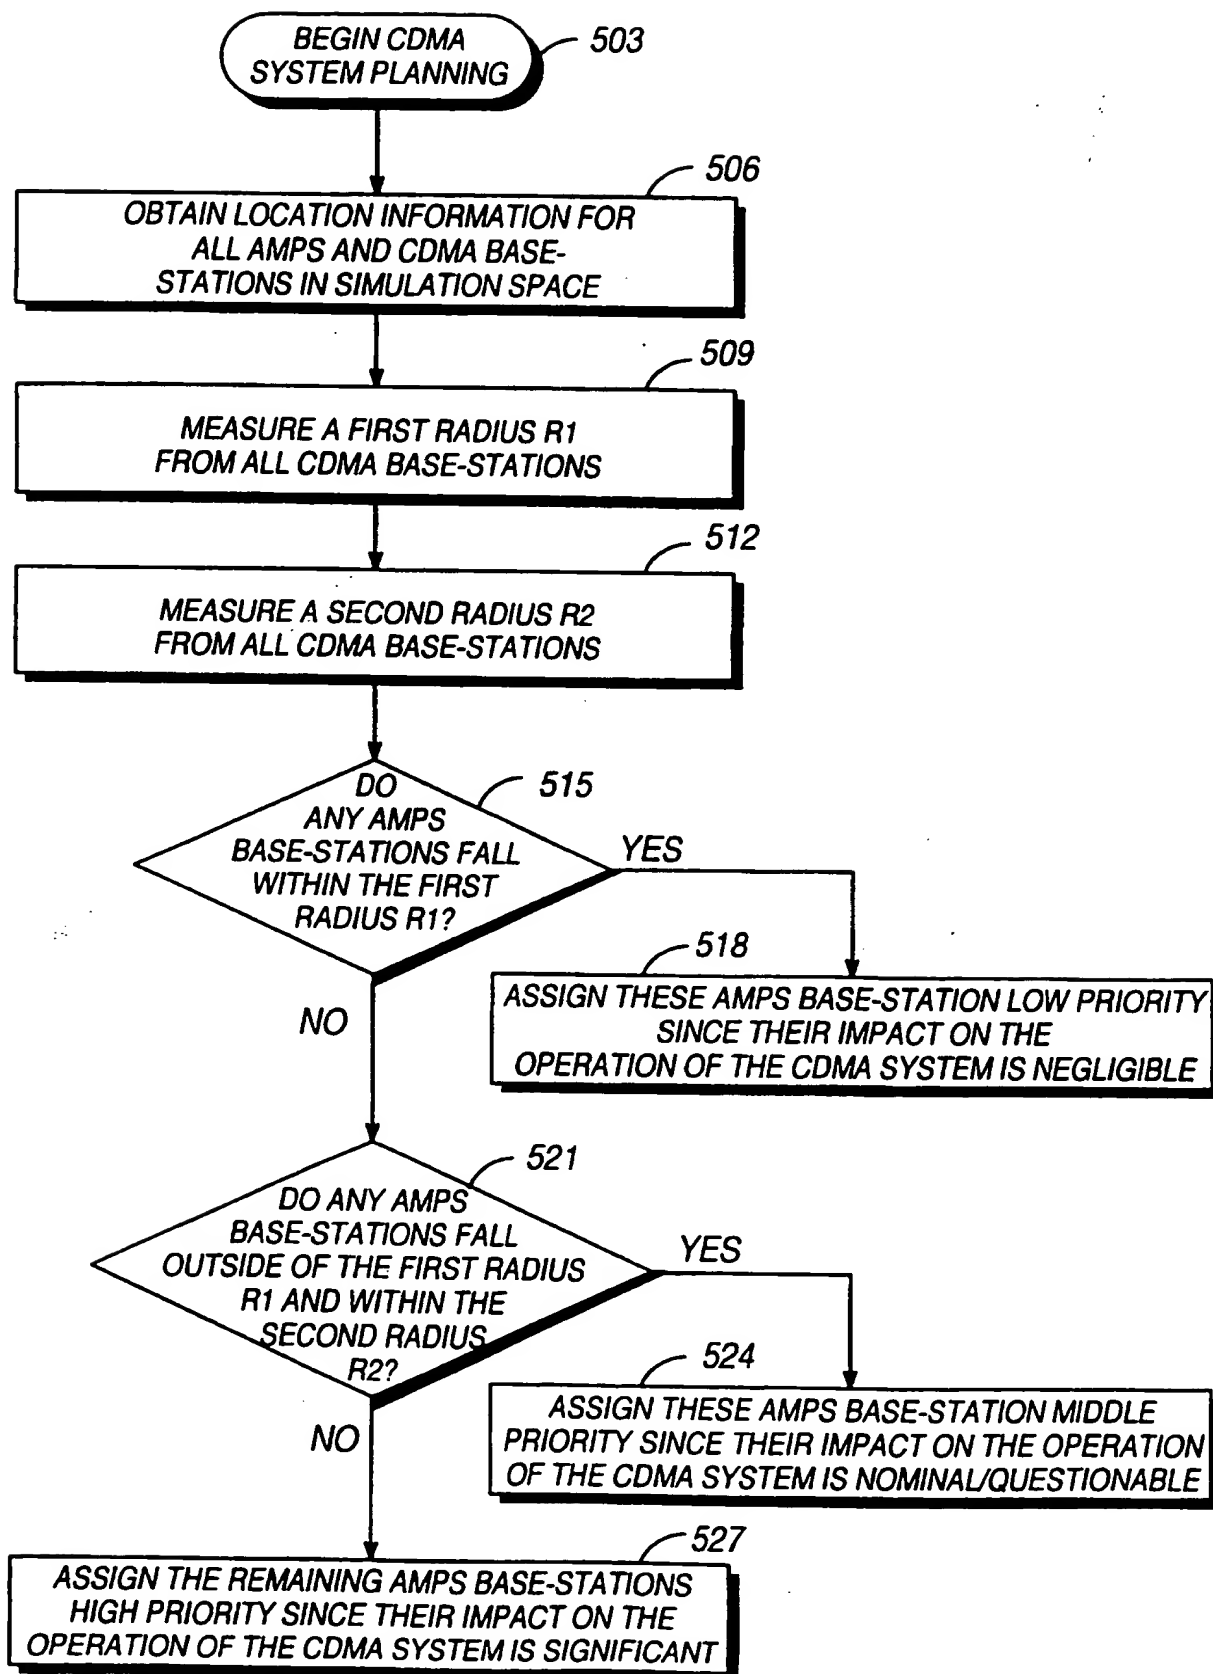 BEGIN CDMA
SYSTEM PLANNING
503
506
OBTAIN LOCATION INFORMATION FOR
ALL AMPS AND CDMA BASE-
STATIONS IN SIMULATION SPACE
509
MEASURE A FIRST RADIUS R1
FROM ALL CDMA BASE-STATIONS
512
MEASURE A SECOND RADIUS R2
FROM ALL CDMA BASE-STATIONS
515
DO
ANY AMPS
BASE-STATIONS FALL
WITHIN THE FIRST
RADIUS R1?
YES
NO
518
ASSIGN THESE AMPS BASE-STATION LOW PRIORITY
SINCE THEIR IMPACT ON THE
OPERATION OF THE CDMA SYSTEM IS NEGLIGIBLE
521
DO ANY AMPS
BASE-STATIONS FALL
OUTSIDE OF THE FIRST RADIUS
R1 AND WITHIN THE
SECOND RADIUS
R2?
YES
NO
524
ASSIGN THESE AMPS BASE-STATION MIDDLE
PRIORITY SINCE THEIR IMPACT ON THE OPERATION
OF THE CDMA SYSTEM IS NOMINAL/QUESTIONABLE
527
ASSIGN THE REMAINING AMPS BASE-STATIONS
HIGH PRIORITY SINCE THEIR IMPACT ON THE
OPERATION OF THE CDMA SYSTEM IS SIGNIFICANT